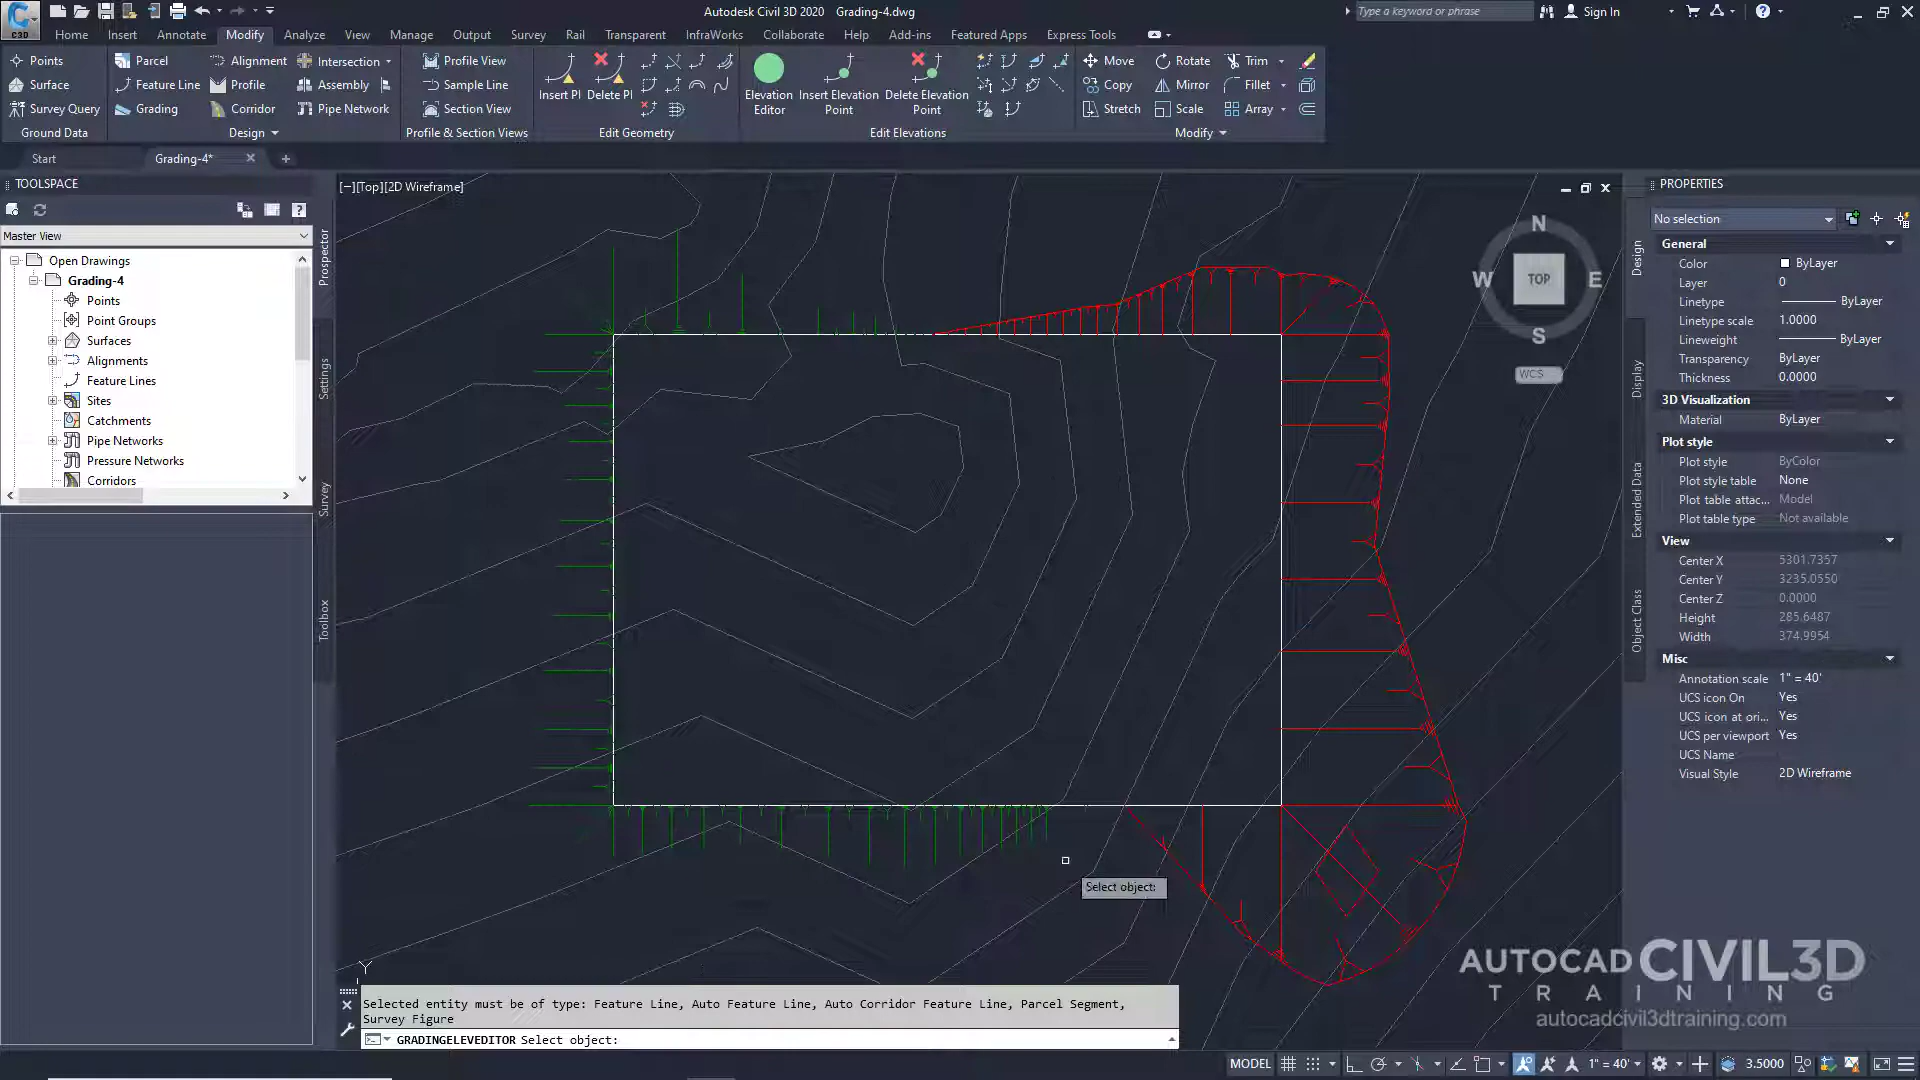 Autodesk Civil 3D 2020 Grading-4.dwg
Type a keyword or phrase
Sign In
C3D
Home Insert Annotate Modify Analyze View Manage Output Survey Rail Transparent InfraWorks Collaborate Help Add-ins Featured Apps Express Tools
Points Parcel Alignment Intersection Profile View Move Rotate Trim
Surface Feature Line Profile Assembly Sample Line Insert PI Delete PI Elevation Editor Insert Elevation Point Delete Elevation Point Copy Mirror Fillet
Survey Query Grading Corridor Pipe Network Section View Stretch Scale Array
Ground Data Design Profile & Section Views Edit Geometry Edit Elevations Modify
Start Grading-4*
TOOLSPACE
Master View
Open Drawings
Grading-4
Points
Point Groups
Surfaces
Alignments
Feature Lines
Sites
Catchments
Pipe Networks
Pressure Networks
Corridors
Prospector
Settings
Survey
Toolbox
[−][Top][2D Wireframe]
N
W TOP E
S
WCS
Select object:
Y
Selected entity must be of type: Feature Line, Auto Feature Line, Auto Corridor Feature Line, Parcel Segment,
Survey Figure
GRADINGELEVEDITOR Select object:
Design
Display
Extended Data
Object Class
PROPERTIES
No selection
General
Color ByLayer
Layer 0
Linetype ByLayer
Linetype scale 1.0000
Lineweight ByLayer
Transparency ByLayer
Thickness 0.0000
3D Visualization
Material ByLayer
Plot style
Plot style ByColor
Plot style table None
Plot table attac... Model
Plot table type Not available
View
Center X 5301.7357
Center Y 3235.0550
Center Z 0.0000
Height 285.6487
Width 374.9954
Misc
Annotation scale 1" = 40'
UCS icon On Yes
UCS icon at ori... Yes
UCS per viewport Yes
UCS Name
Visual Style 2D Wireframe
AUTOCAD CIVIL3D
TRAINING
autocadcivil3dtraining.com
MODEL 1" = 40' 3.5000